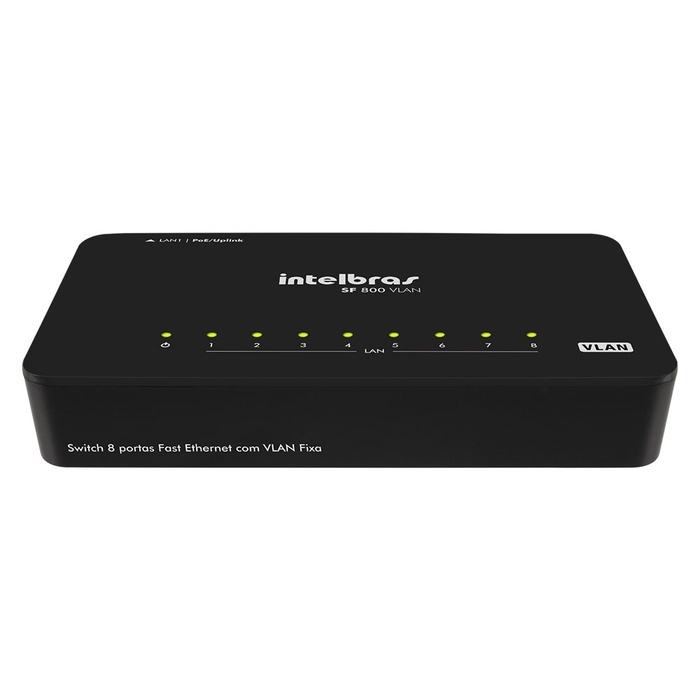 LAN1 | PoE/Uplink
intelbras
SF 800 VLAN
1 2 3 4 5 6 7 8
LAN
VLAN
Switch 8 portas Fast Ethernet com VLAN Fixa